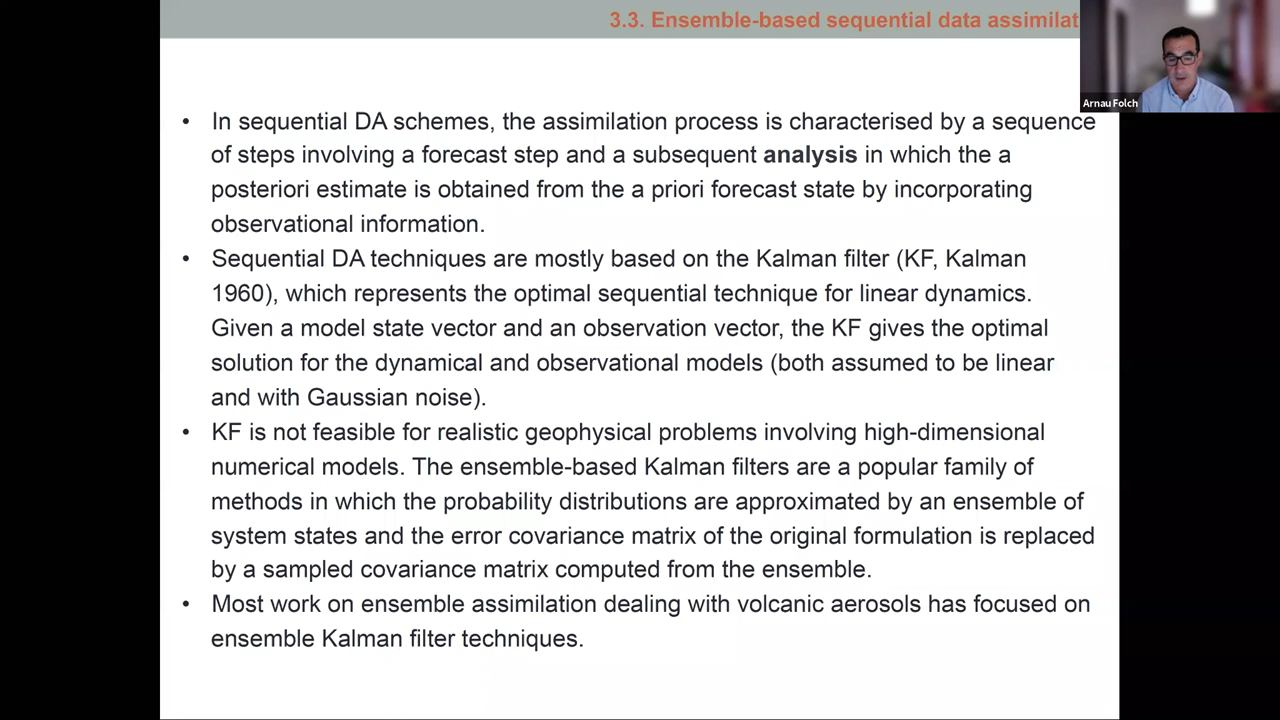 3.3. Ensemble-based sequential data assimilat
Arnau Folch
• In sequential DA schemes, the assimilation process is characterised by a sequence
of steps involving a forecast step and a subsequent analysis in which the a
posteriori estimate is obtained from the a priori forecast state by incorporating
observational information.
• Sequential DA techniques are mostly based on the Kalman filter (KF, Kalman
1960), which represents the optimal sequential technique for linear dynamics.
Given a model state vector and an observation vector, the KF gives the optimal
solution for the dynamical and observational models (both assumed to be linear
and with Gaussian noise).
• KF is not feasible for realistic geophysical problems involving high-dimensional
numerical models. The ensemble-based Kalman filters are a popular family of
methods in which the probability distributions are approximated by an ensemble of
system states and the error covariance matrix of the original formulation is replaced
by a sampled covariance matrix computed from the ensemble.
• Most work on ensemble assimilation dealing with volcanic aerosols has focused on
ensemble Kalman filter techniques.